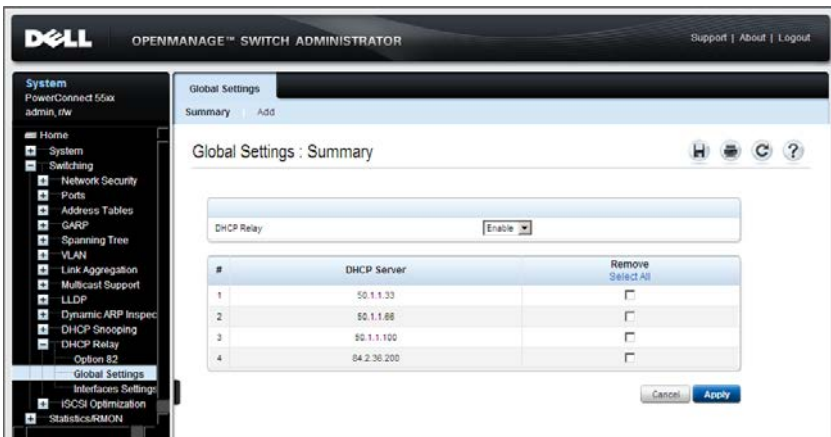 DELL OPENMANAGE™ SWITCH ADMINISTRATOR Support | About | Logout
System
PowerConnect 55xx
admin, r/w
Home
System
Switching
Network Security
Ports
Address Tables
GARP
Spanning Tree
VLAN
Link Aggregation
Multicast Support
LLDP
Dynamic ARP Inspec
DHCP Snooping
DHCP Relay
Option 82
Global Settings
Interfaces Settings
iSCSI Optimization
Statistics/RMON
Global Settings
Summary Add
Global Settings : Summary
DHCP Relay Enable
# DHCP Server Remove
Select All
1 50.1.1.33
2 50.1.1.66
3 50.1.1.100
4 84.2.36.200
Cancel Apply